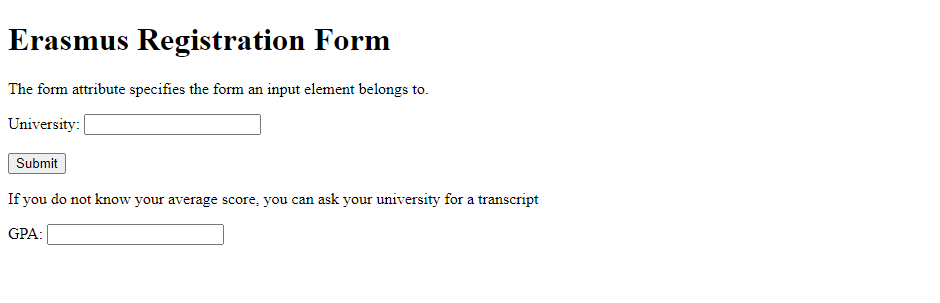 Erasmus Registration Form
The form attribute specifies the form an input element belongs to.
University:
Submit
If you do not know your average score, you can ask your university for a transcript
GPA: